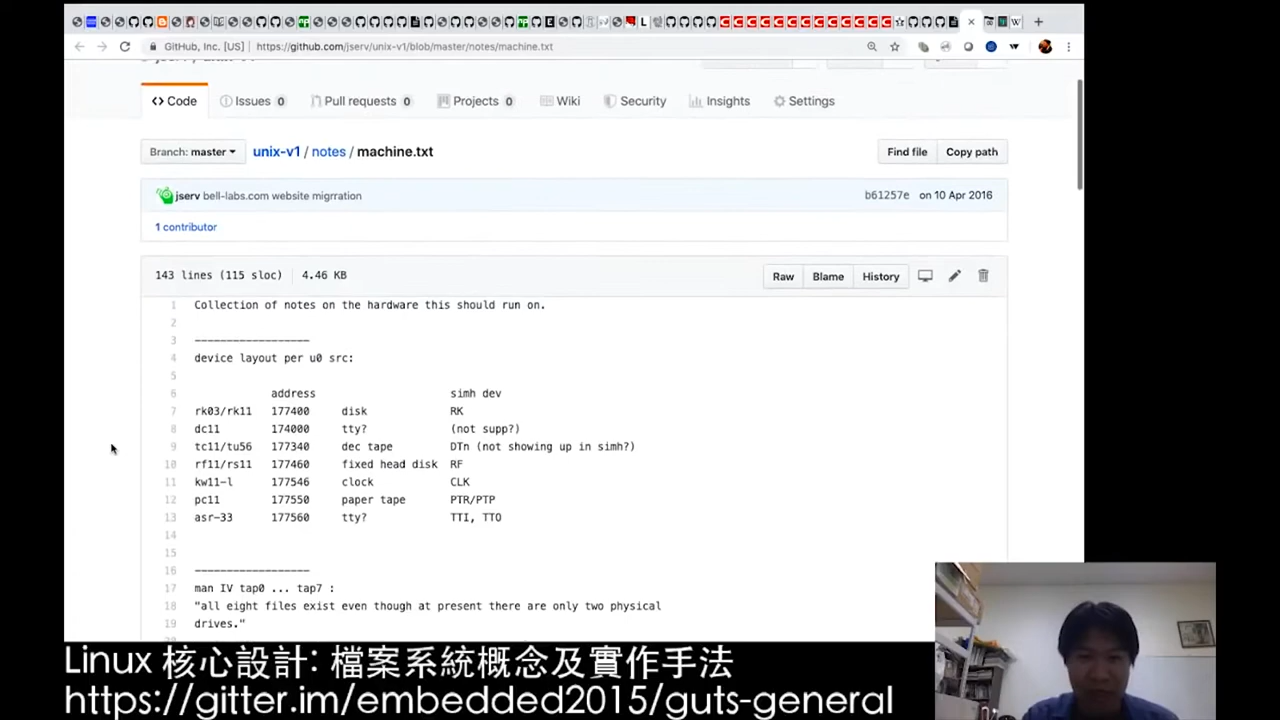 GitHub, Inc. [US] https://github.com/jserv/unix-v1/blob/master/notes/machine.txt
Code Issues 0 Pull requests 0 Projects 0 Wiki Security Insights Settings
Branch: master unix-v1 / notes / machine.txt Find file Copy path
jserv bell-labs.com website migrration b61257e on 10 Apr 2016
1 contributor
143 lines (115 sloc) 4.46 KB Raw Blame History
1 Collection of notes on the hardware this should run on.
2
3 ------------------
4 device layout per u0 src:
5
6 address simh dev
7 rk03/rk11 177400 disk RK
8 dc11 174000 tty? (not supp?)
9 tc11/tu56 177340 dec tape DTn (not showing up in simh?)
10 rf11/rs11 177460 fixed head disk RF
11 kw11-l 177546 clock CLK
12 pc11 177550 paper tape PTR/PTP
13 asr-33 177560 tty? TTI, TTO
14
15
16 ------------------
17 man IV tap0 ... tap7 :
18 "all eight files exist even though at present there are only two physical
19 drives."
Linux 核心設計: 檔案系統概念及實作手法
https://gitter.im/embedded2015/guts-general